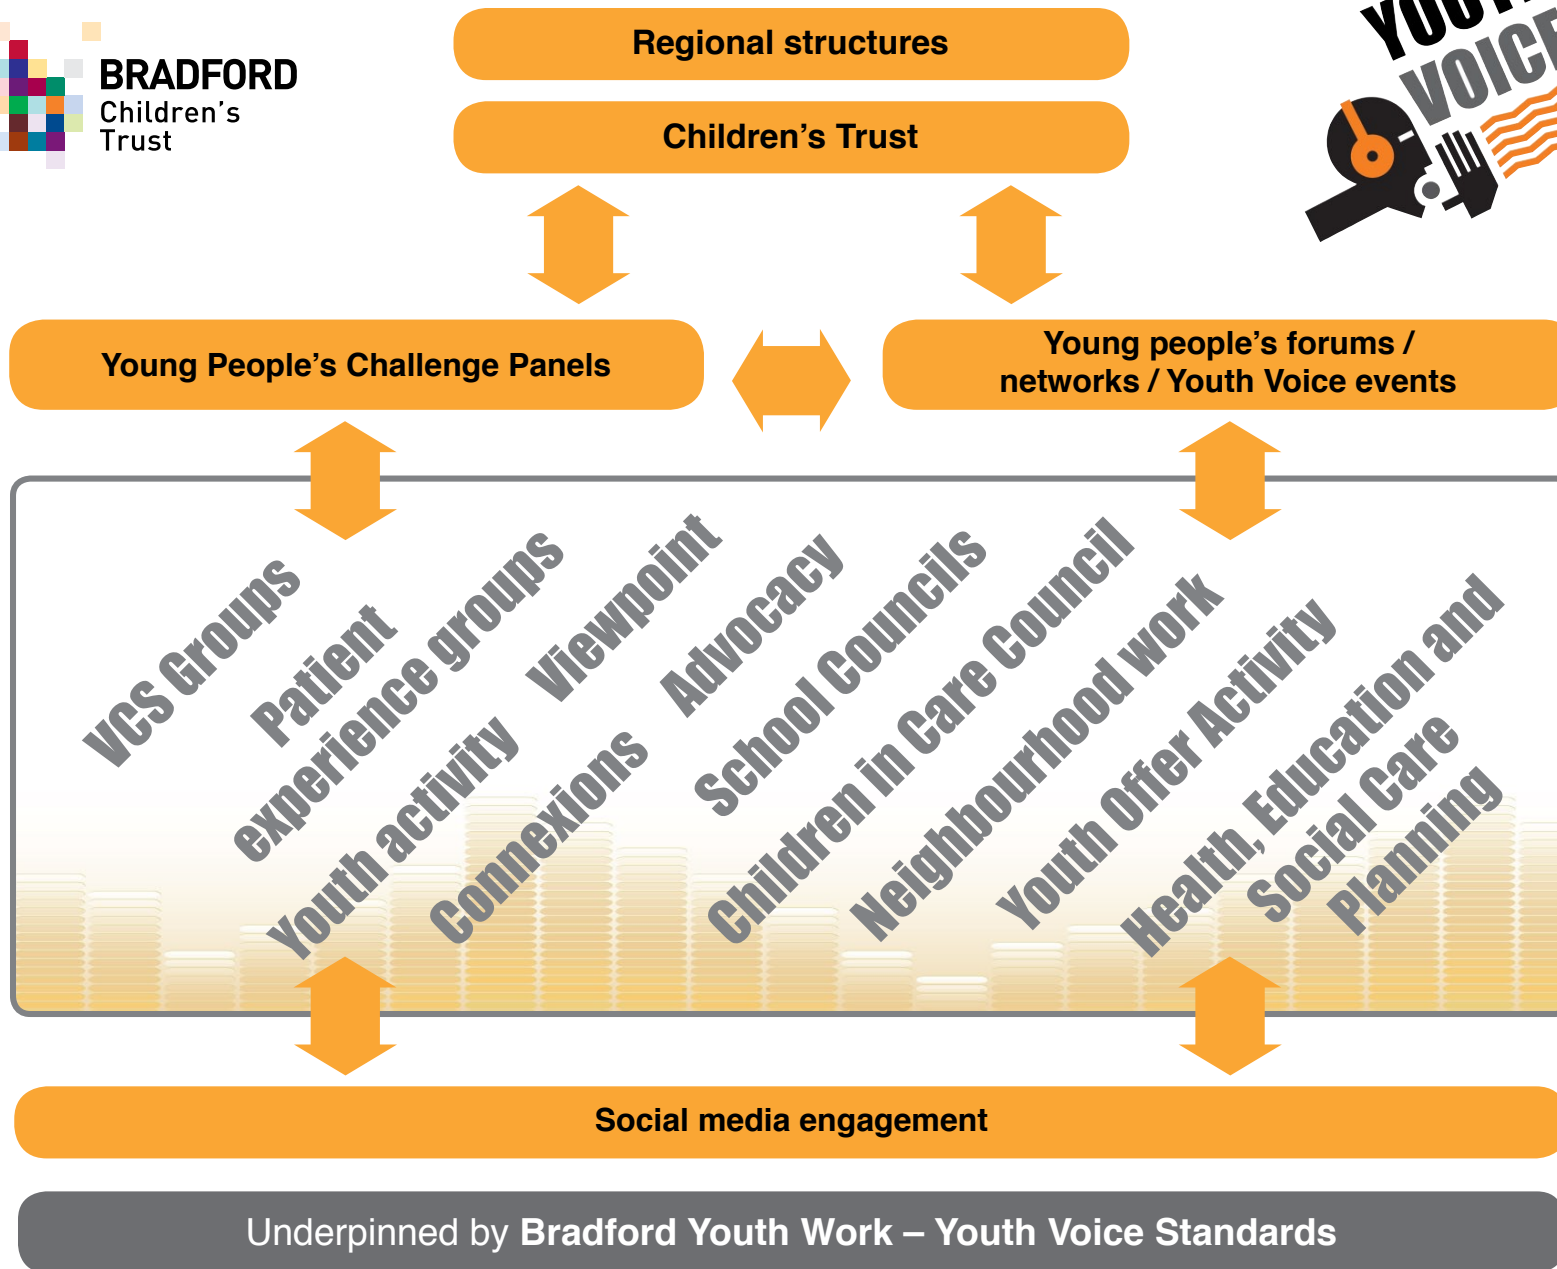 BRADFORD
Children's
Trust
Regional structures
Children's Trust
YOUTH
VOICE
Young People's Challenge Panels
Young people's forums /
networks / Youth Voice events
VCS Groups
Patient
experience groups
Youth activity
Viewpoint
Connexions
Advocacy
School Councils
Children in Care Council
Neighbourhood work
Youth Offer Activity
Health, Education and
Social Care
Planning
Social media engagement
Underpinned by Bradford Youth Work – Youth Voice Standards